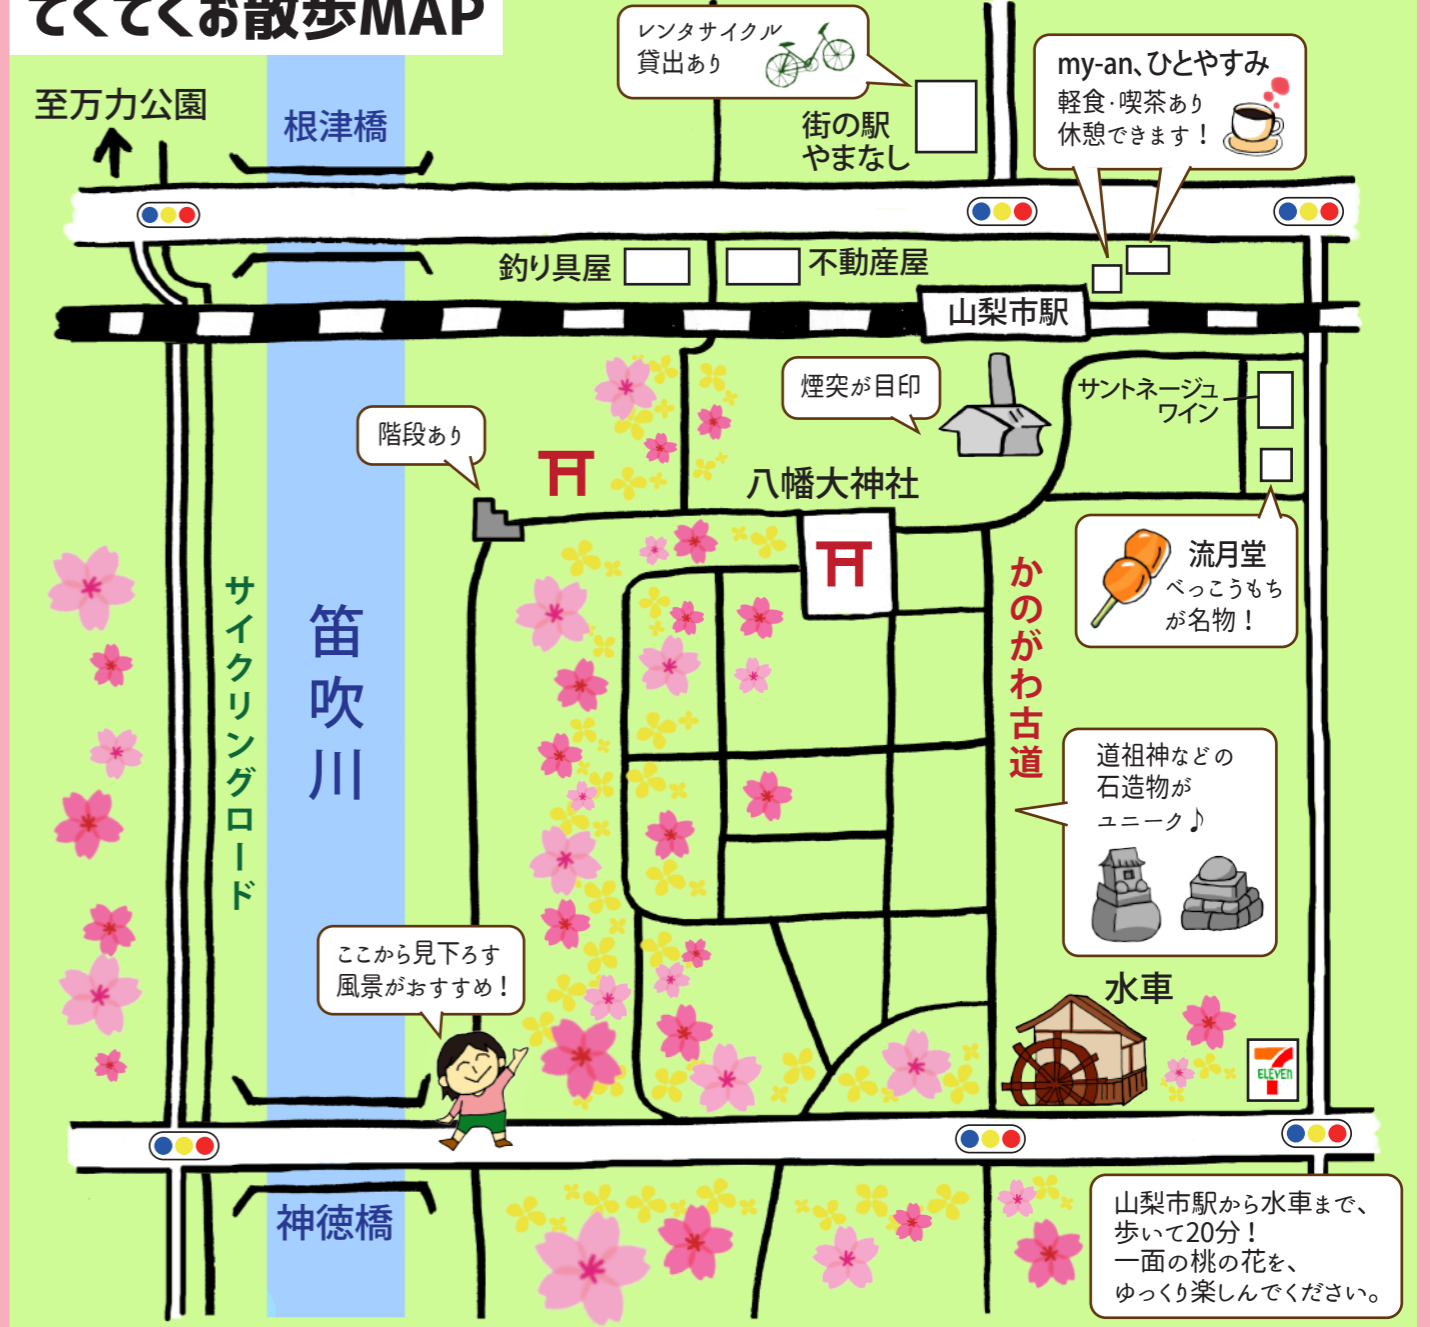 てくてくお散歩MAP
レンタサイクル
貸出あり
my-an、ひとやすみ
軽食・喫茶あり
休憩できます！
至万力公園
根津橋
街の駅
やまなし
釣り具屋
不動産屋
山梨市駅
煙突が目印
サントネージュ
ワイン
階段あり
八幡大神社
流月堂
べっこうもち
が名物！
サイクリングロード
笛吹川
かのがわ古道
道祖神などの
石造物が
ユニーク♪
ここから見下ろす
風景がおすすめ！
水車
7
ELEVEN
神徳橋
山梨市駅から水車まで、
歩いて20分！
一面の桃の花を、
ゆっくり楽しんでください。